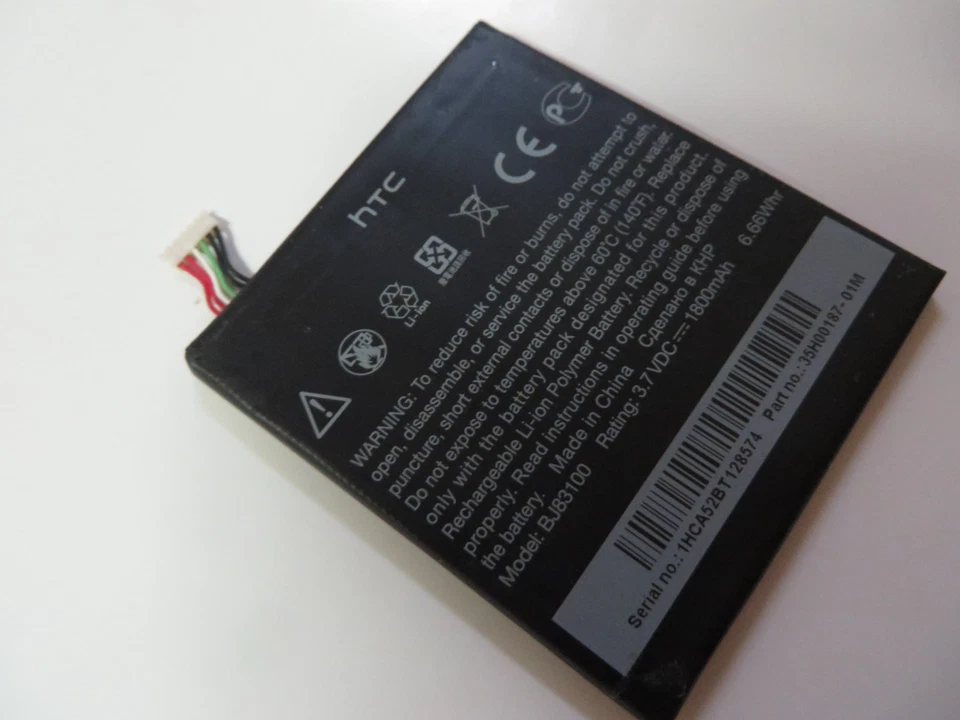 hTC
CE
Li-ion
WARNING: To reduce risk of fire or burns, do not attempt to
open, disassemble, or service the battery pack. Do not crush,
puncture, short external contacts or dispose of in fire or water.
Do not expose to temperatures above 60°C (140°F). Replace
only with the battery pack designated for this product.
Rechargeable Li-ion Polymer Battery. Recycle or dispose of
properly. Read Instructions in operating guide before using
the battery. Made in China Сделано в КНР
Model: BJ83100 Rating: 3.7VDC⎓ 1800mAh 6.66Whr
Serial no.:1HCA52BT128574 Part no.:35H00187-01M